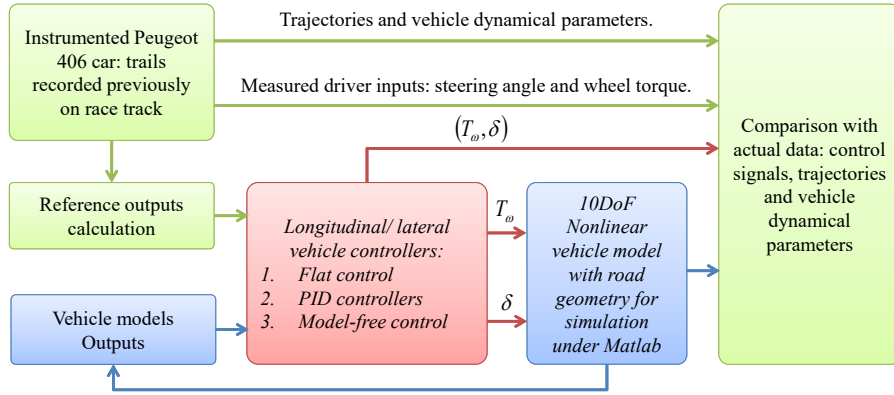 Instrumented Peugeot
406 car: trails
recorded previously
on race track
Trajectories and vehicle dynamical parameters.
Measured driver inputs: steering angle and wheel torque.
(Tω,δ)
Reference outputs
calculation
Longitudinal/ lateral
vehicle controllers:
1. Flat control
2. PID controllers
3. Model-free control
Tω
δ
10DoF
Nonlinear
vehicle model
with road
geometry for
simulation
under Matlab
Vehicle models
Outputs
Comparison with
actual data: control
signals, trajectories
and vehicle
dynamical
parameters